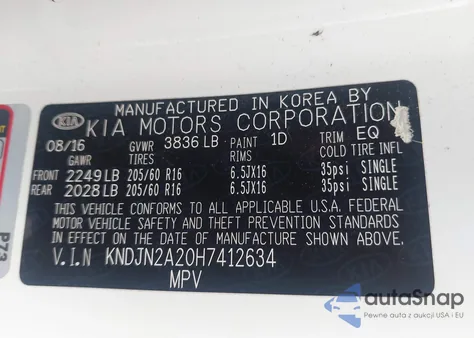 MANUFACTURED IN KOREA BY
KIA KIA MOTORS CORPORATION
08/16 GVWR 3836 LB PAINT 1D TRIM EQ
TIRES RIMS COLD TIRE INFL
FRONT 2249 LB 205/60 R16 6.5JX16 35psi SINGLE
REAR 2028 LB 205/60 R16 6.5JX16 35psi SINGLE
THIS VEHICLE CONFORMS TO ALL APPLICABLE U.S.A. FEDERAL
MOTOR VEHICLE SAFETY AND THEFT PREVENTION STANDARDS
IN EFFECT ON THE DATE OF MANUFACTURE SHOWN ABOVE.
V.I.N KNDJN2A20H7412634
MPV
P73
autaSnap
Pewne auta z aukcji USA i EU